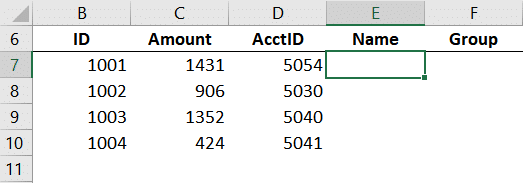 B C D E F
6 ID Amount AcctID Name Group
7 1001 1431 5054
8 1002 906 5030
9 1003 1352 5040
10 1004 424 5041
11